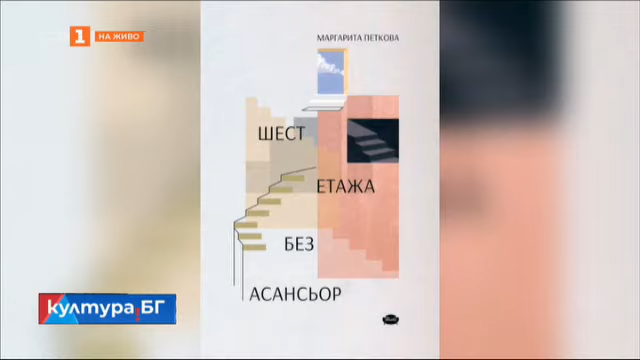 1
НА ЖИВО
МАРГАРИТА ПЕТКОВА
ШЕСТ
ЕТАЖА
БЕЗ
АСАНСЬОР
култура.БГ